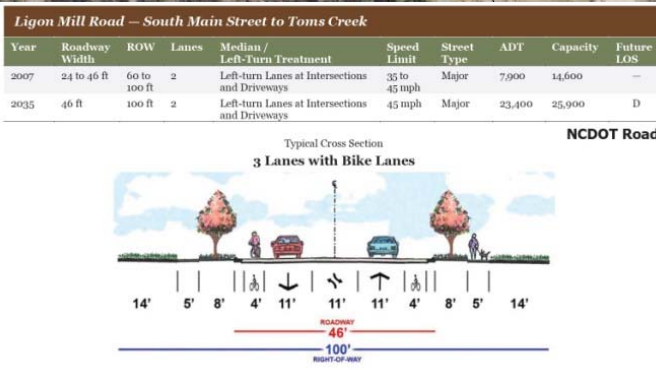 Ligon Mill Road — South Main Street to Toms Creek
Year Roadway Width ROW Lanes Median / Left-Turn Treatment Speed Limit Street Type ADT Capacity Future LOS
2007 24 to 46 ft 60 to 100 ft 2 Left-turn Lanes at Intersections and Driveways 35 to 45 mph Major 7,900 14,600 —
2035 46 ft 100 ft 2 Left-turn Lanes at Intersections and Driveways 45 mph Major 23,400 25,900 D
NCDOT Road
Typical Cross Section
3 Lanes with Bike Lanes
14' 5' 8' 4' 11' 11' 11' 4' 8' 5' 14'
ROADWAY
46'
100'
RIGHT-OF-WAY